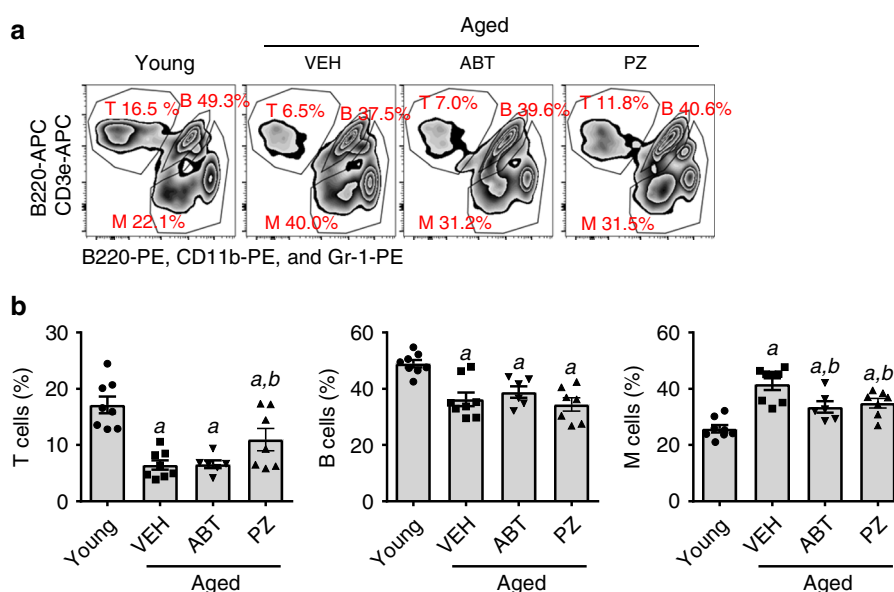 a
Aged
Young VEH ABT PZ
T 16.5 % B 49.3% T 6.5% B 37.5% T 7.0% B 39.6% T 11.8% B 40.6%
B220-APC
CD3e-APC
M 22.1% M 40.0% M 31.2% M 31.5%
B220-PE, CD11b-PE, and Gr-1-PE
b
T cells (%)
30
20
10
0
a a a,b
Young VEH ABT PZ
Aged
B cells (%)
60
40
20
0
a a a
Young VEH ABT PZ
Aged
M cells (%)
60
40
20
0
a a,b a,b
Young VEH ABT PZ
Aged